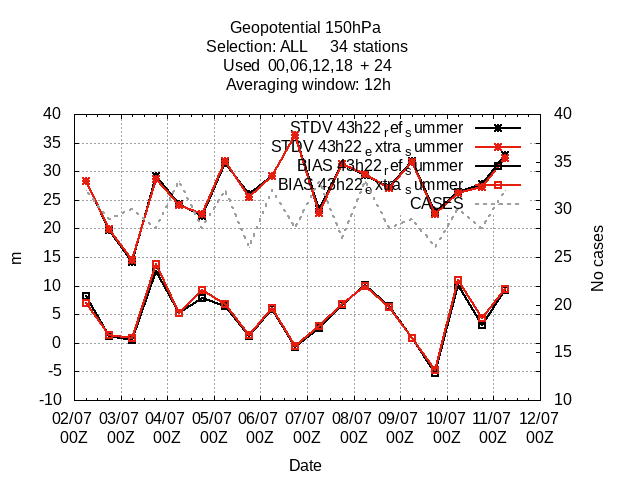 Geopotential 150hPa
Selection: ALL 34 stations
Used 00,06,12,18 + 24
Averaging window: 12h
STDV 43h22_ref_summer
STDV 43h22_extra_summer
BIAS 43h22_ref_summer
BIAS 43h22_extra_summer
CASES
40
35
30
25
20
15
10
5
0
-5
-10
m
40
35
30
25
20
15
10
No cases
02/07 03/07 04/07 05/07 06/07 07/07 08/07 09/07 10/07 11/07 12/07
00Z 00Z 00Z 00Z 00Z 00Z 00Z 00Z 00Z 00Z 00Z
Date